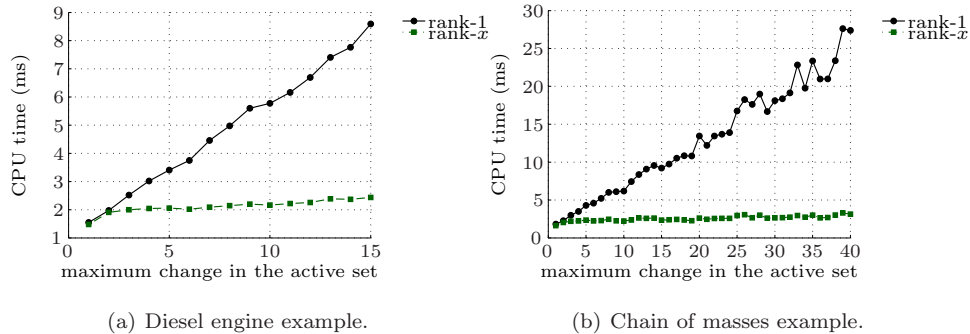 9
8
7
6
5
4
3
2
1
0 5 10 15
CPU time (ms)
maximum change in the active set
rank-1
rank-x
(a) Diesel engine example.
30
25
20
15
10
5
0
0 5 10 15 20 25 30 35 40
CPU time (ms)
maximum change in the active set
rank-1
rank-x
(b) Chain of masses example.